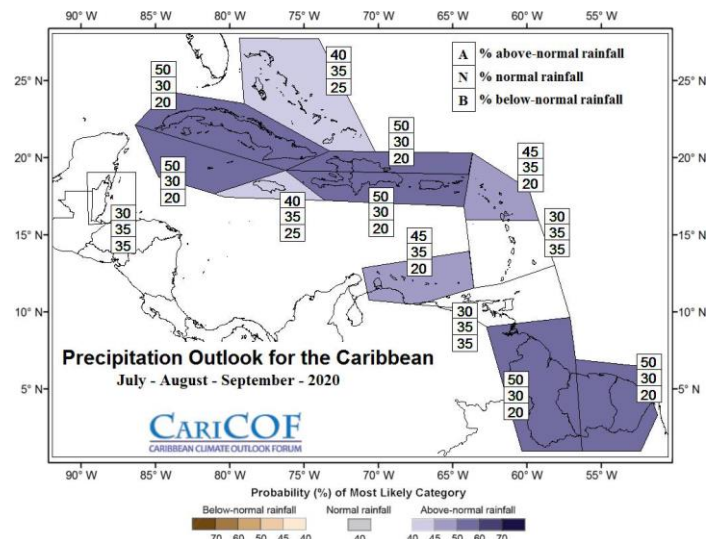 90° W 85° W 80° W 75° W 70° W 65° W 60° W 55° W
A % above-normal rainfall
N % normal rainfall
B % below-normal rainfall
40
35
25
50
30
20
25° N 25° N
50
30
20
20° N 20° N
45
35
20
50
30
20
40
35
25
50
30
20
30
35
35
30
35
35
15° N 15° N
45
35
20
10° N 10° N
30
35
35
Precipitation Outlook for the Caribbean
July - August - September - 2020
5° N 5° N
50
30
20
50
30
20
CARICOF
CARIBBEAN CLIMATE OUTLOOK FORUM
90° W 85° W 80° W 75° W 70° W 65° W 60° W 55° W
Probability (%) of Most Likely Category
Below-normal rainfall Normal rainfall Above-normal rainfall
70 60 50 45 40 40 40 45 50 60 70